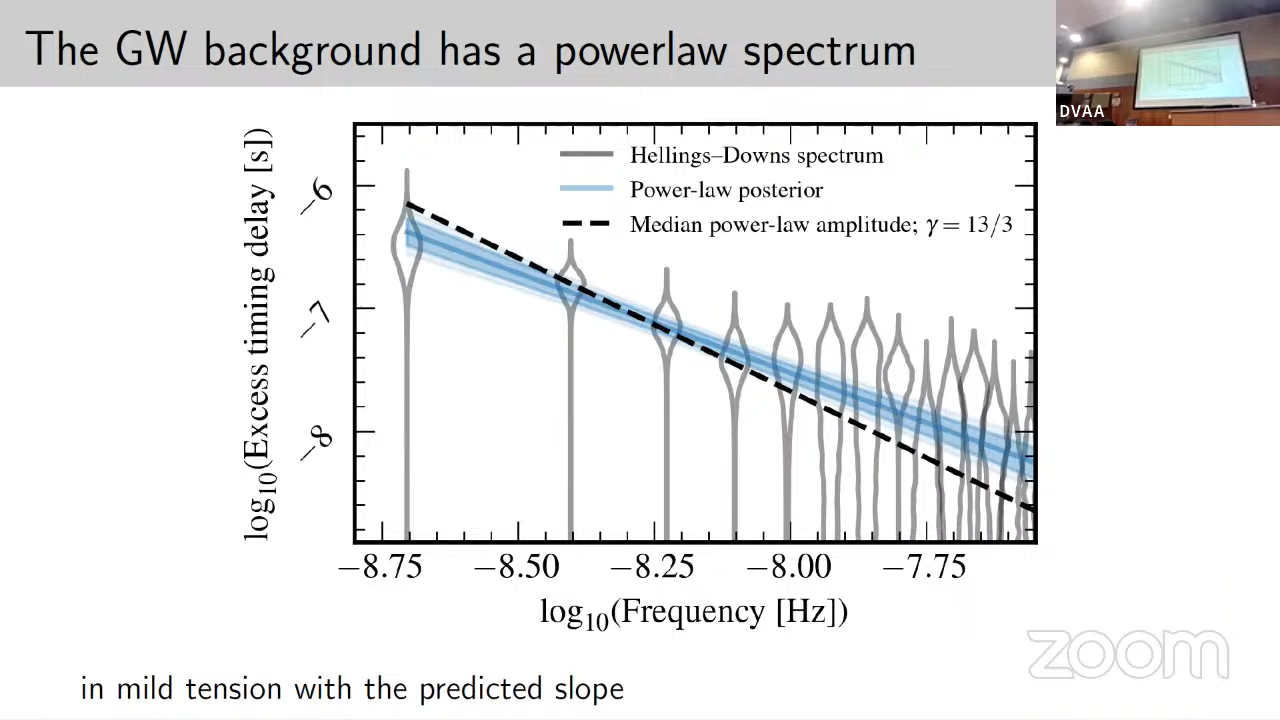 The GW background has a powerlaw spectrum
DVAA
Hellings–Downs spectrum
Power-law posterior
Median power-law amplitude; γ = 13/3
log₁₀(Excess timing delay [s])
−6
−7
−8
−8.75 −8.50 −8.25 −8.00 −7.75
log₁₀(Frequency [Hz])
zoom
in mild tension with the predicted slope